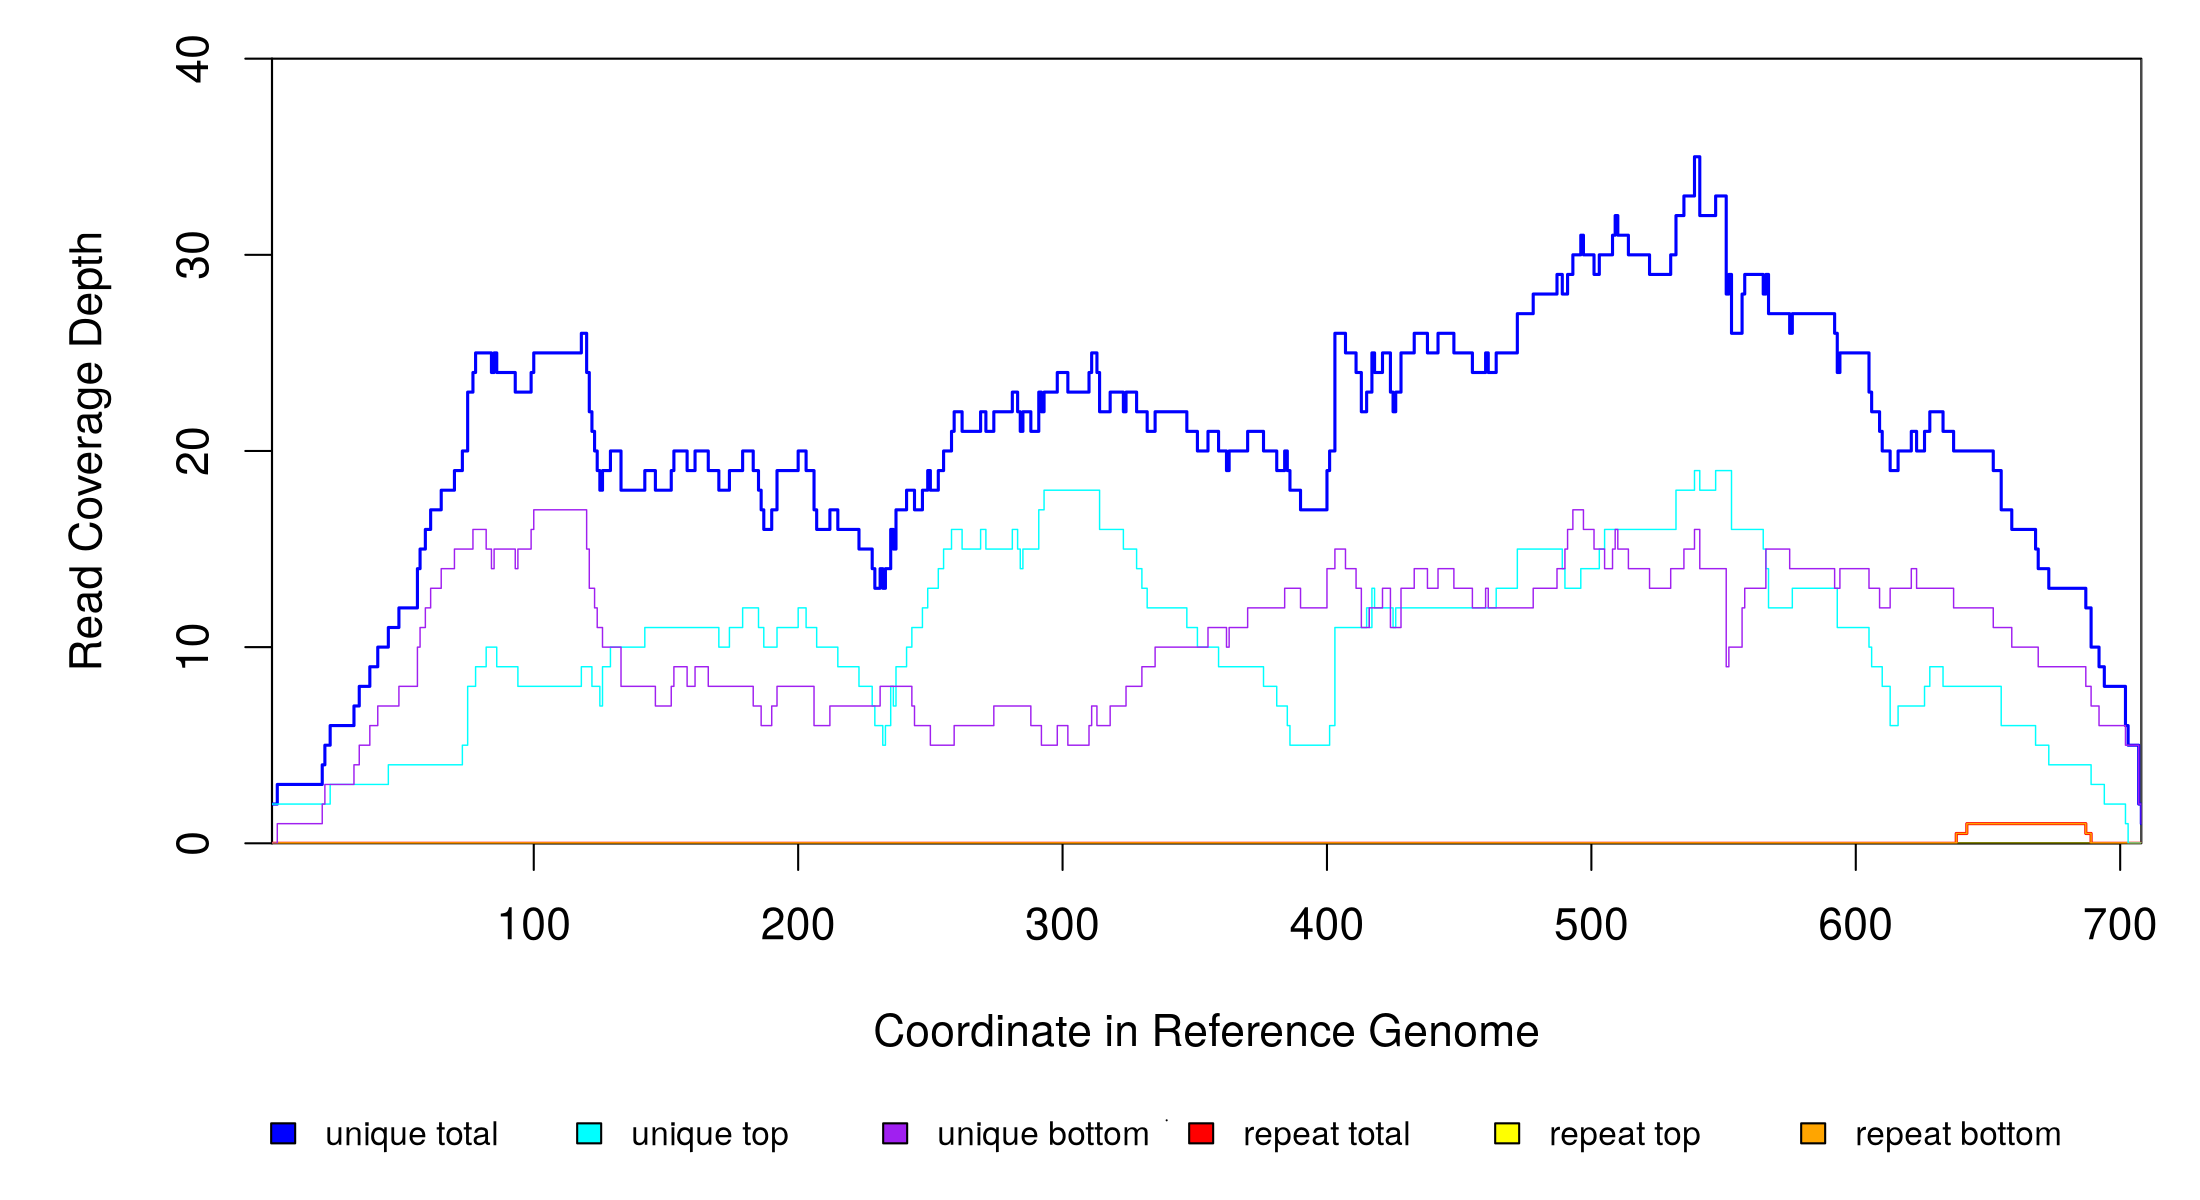 40
30
20
10
0
Read Coverage Depth
100 200 300 400 500 600 700
Coordinate in Reference Genome
unique total unique top unique bottom repeat total repeat top repeat bottom